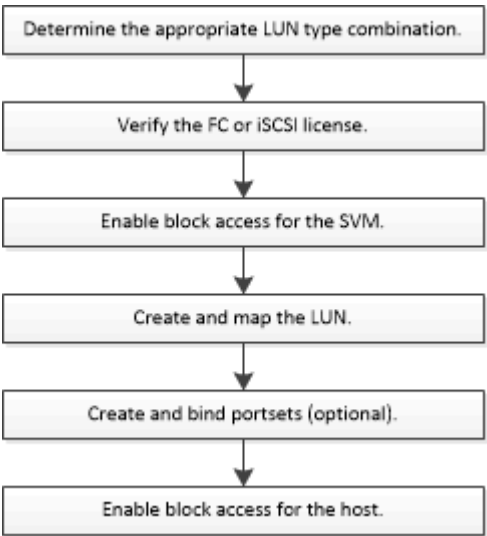 Determine the appropriate LUN type combination.
Verify the FC or iSCSI license.
Enable block access for the SVM.
Create and map the LUN.
Create and bind portsets (optional).
Enable block access for the host.